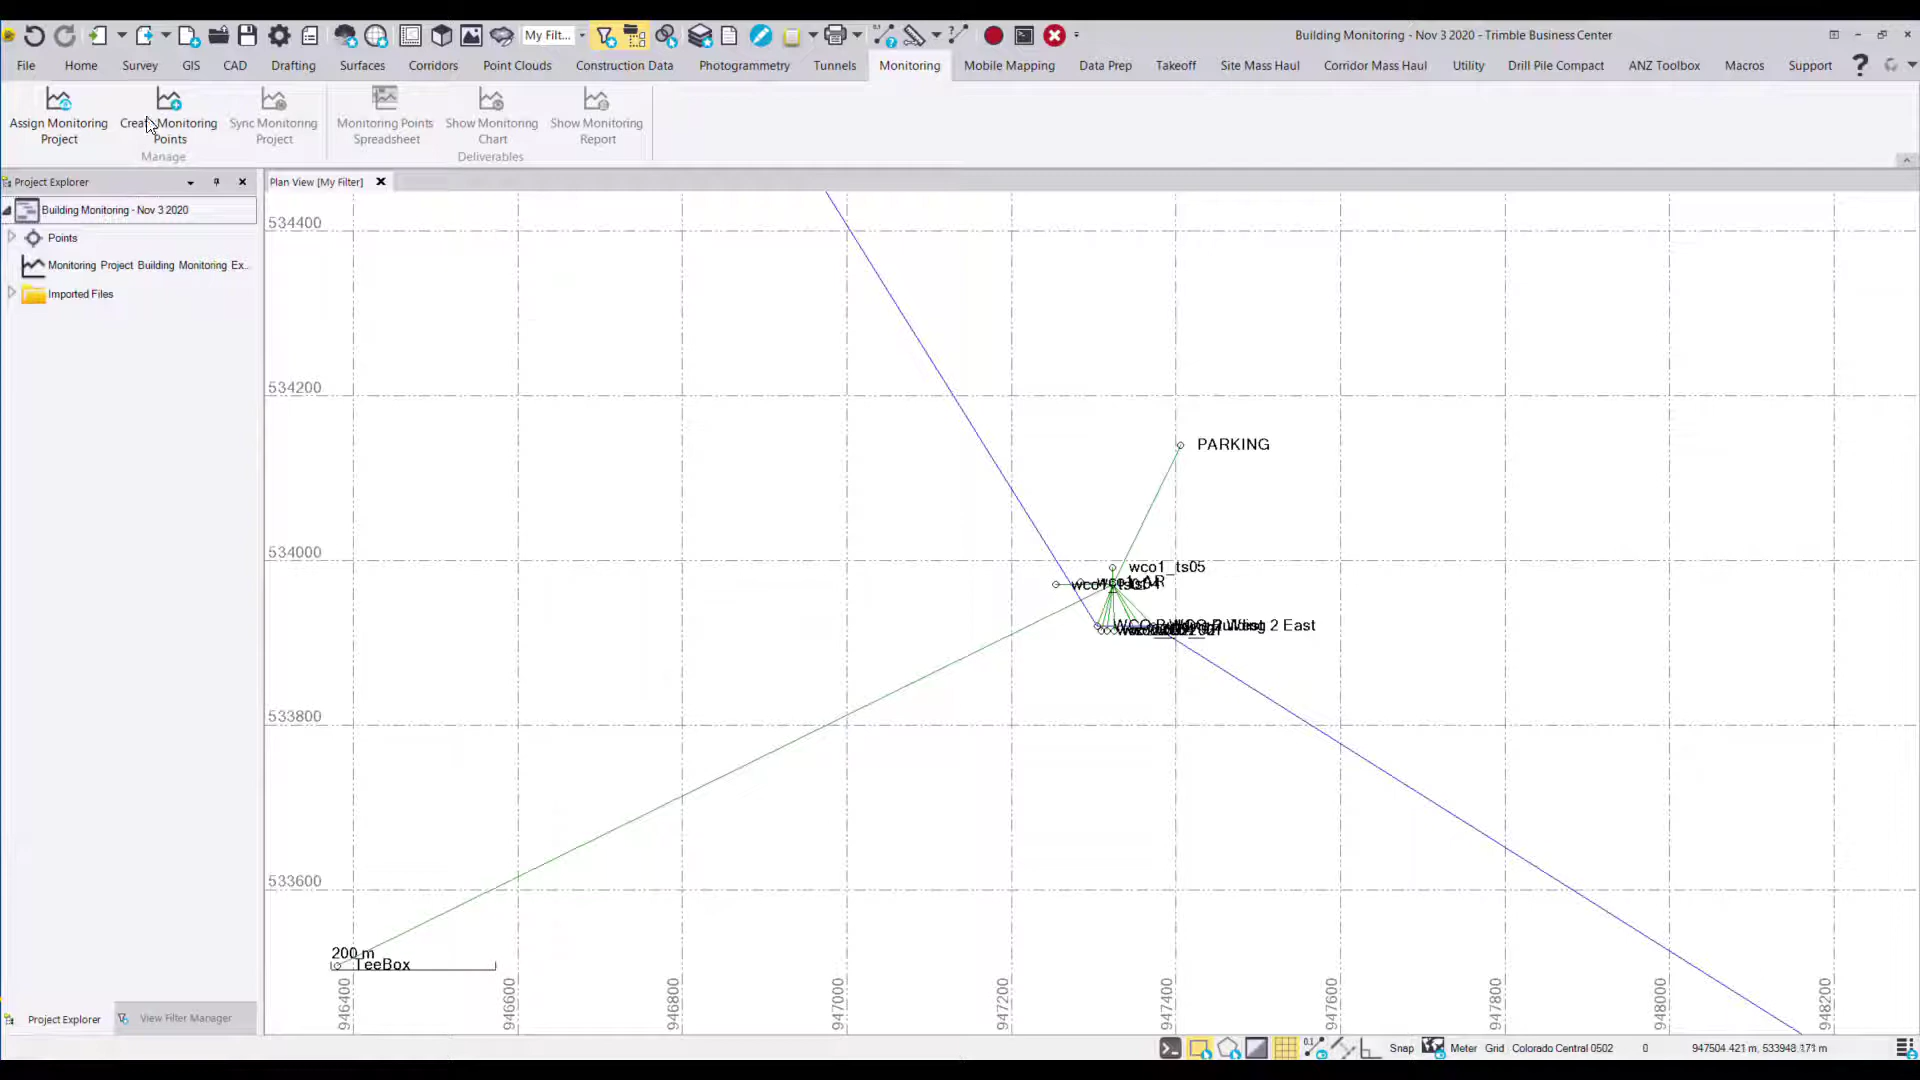 My Filt...
Building Monitoring - Nov 3 2020 - Trimble Business Center
File Home Survey GIS CAD Drafting Surfaces Corridors Point Clouds Construction Data Photogrammetry Tunnels Monitoring Mobile Mapping Data Prep Takeoff Site Mass Haul Corridor Mass Haul Utility Drill Pile Compact ANZ Toolbox Macros Support
Assign Monitoring Project
Monitoring Points
Sync Monitoring Project
Manage
Monitoring Points Spreadsheet
Show Monitoring Chart
Show Monitoring Report
Deliverables
Project Explorer
Plan View [My Filter]
Building Monitoring - Nov 3 2020
Points
Monitoring Project Building Monitoring Ex...
Imported Files
534400
534200
534000
533800
533600
PARKING
wco1_ts05
2 East
200 m
TeeBox
946400
946600
946800
947000
947200
947400
947600
947800
948000
948200
Project Explorer
View Filter Manager
Snap Meter Grid Colorado Central 0502 0